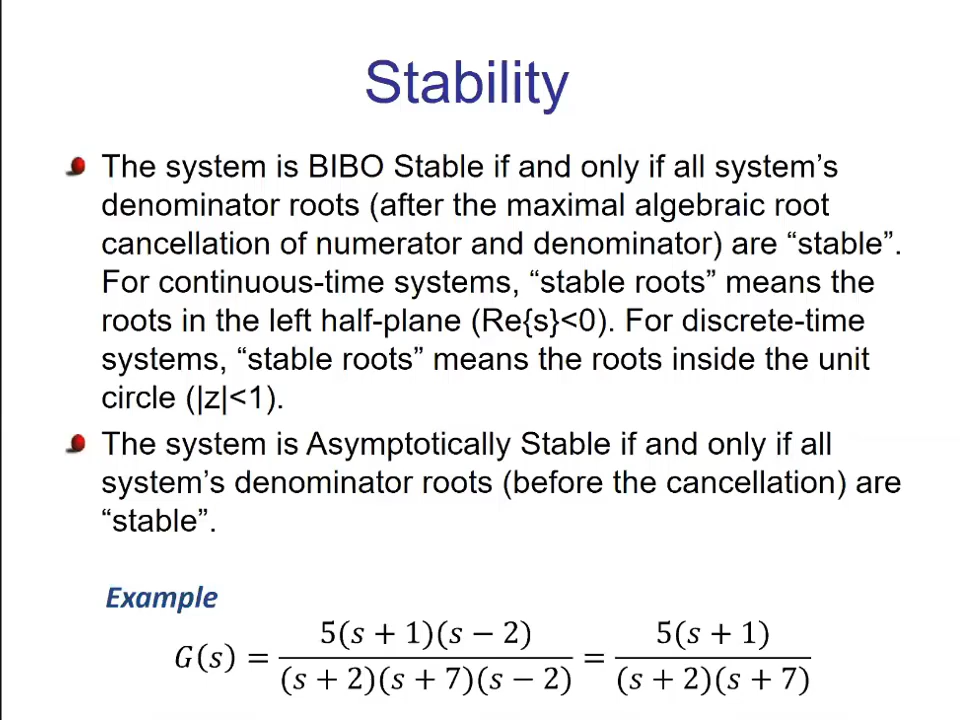 Stability
The system is BIBO Stable if and only if all system’s
denominator roots (after the maximal algebraic root
cancellation of numerator and denominator) are “stable”.
For continuous-time systems, “stable roots” means the
roots in the left half-plane (Re{s}<0). For discrete-time
systems, “stable roots” means the roots inside the unit
circle (|z|<1).
The system is Asymptotically Stable if and only if all
system’s denominator roots (before the cancellation) are
“stable”.
Example
G(s) = 5(s + 1)(s − 2) / (s + 2)(s + 7)(s − 2) = 5(s + 1) / (s + 2)(s + 7)